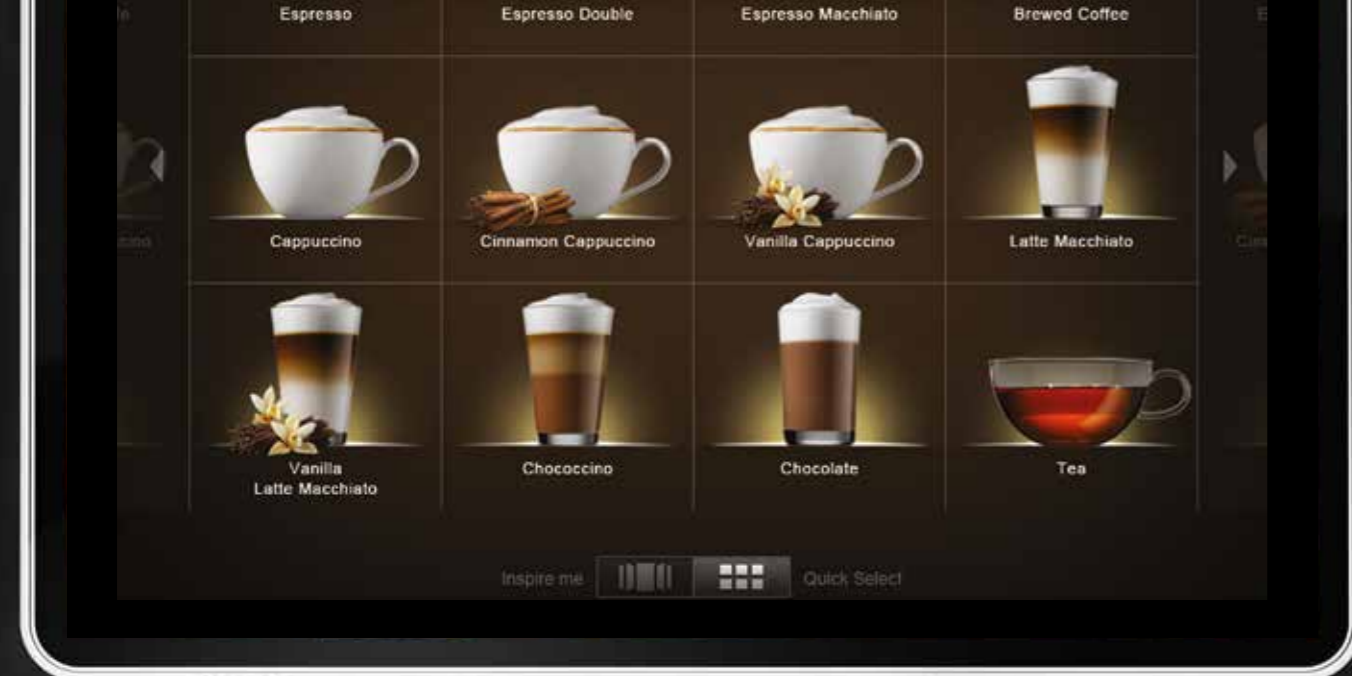 Espresso
Espresso Double
Espresso Macchiato
Brewed Coffee
Cappuccino
Cinnamon Cappuccino
Vanilla Cappuccino
Latte Macchiato
Vanilla
Latte Macchiato
Chococcino
Chocolate
Tea
Inspire me
Quick Select